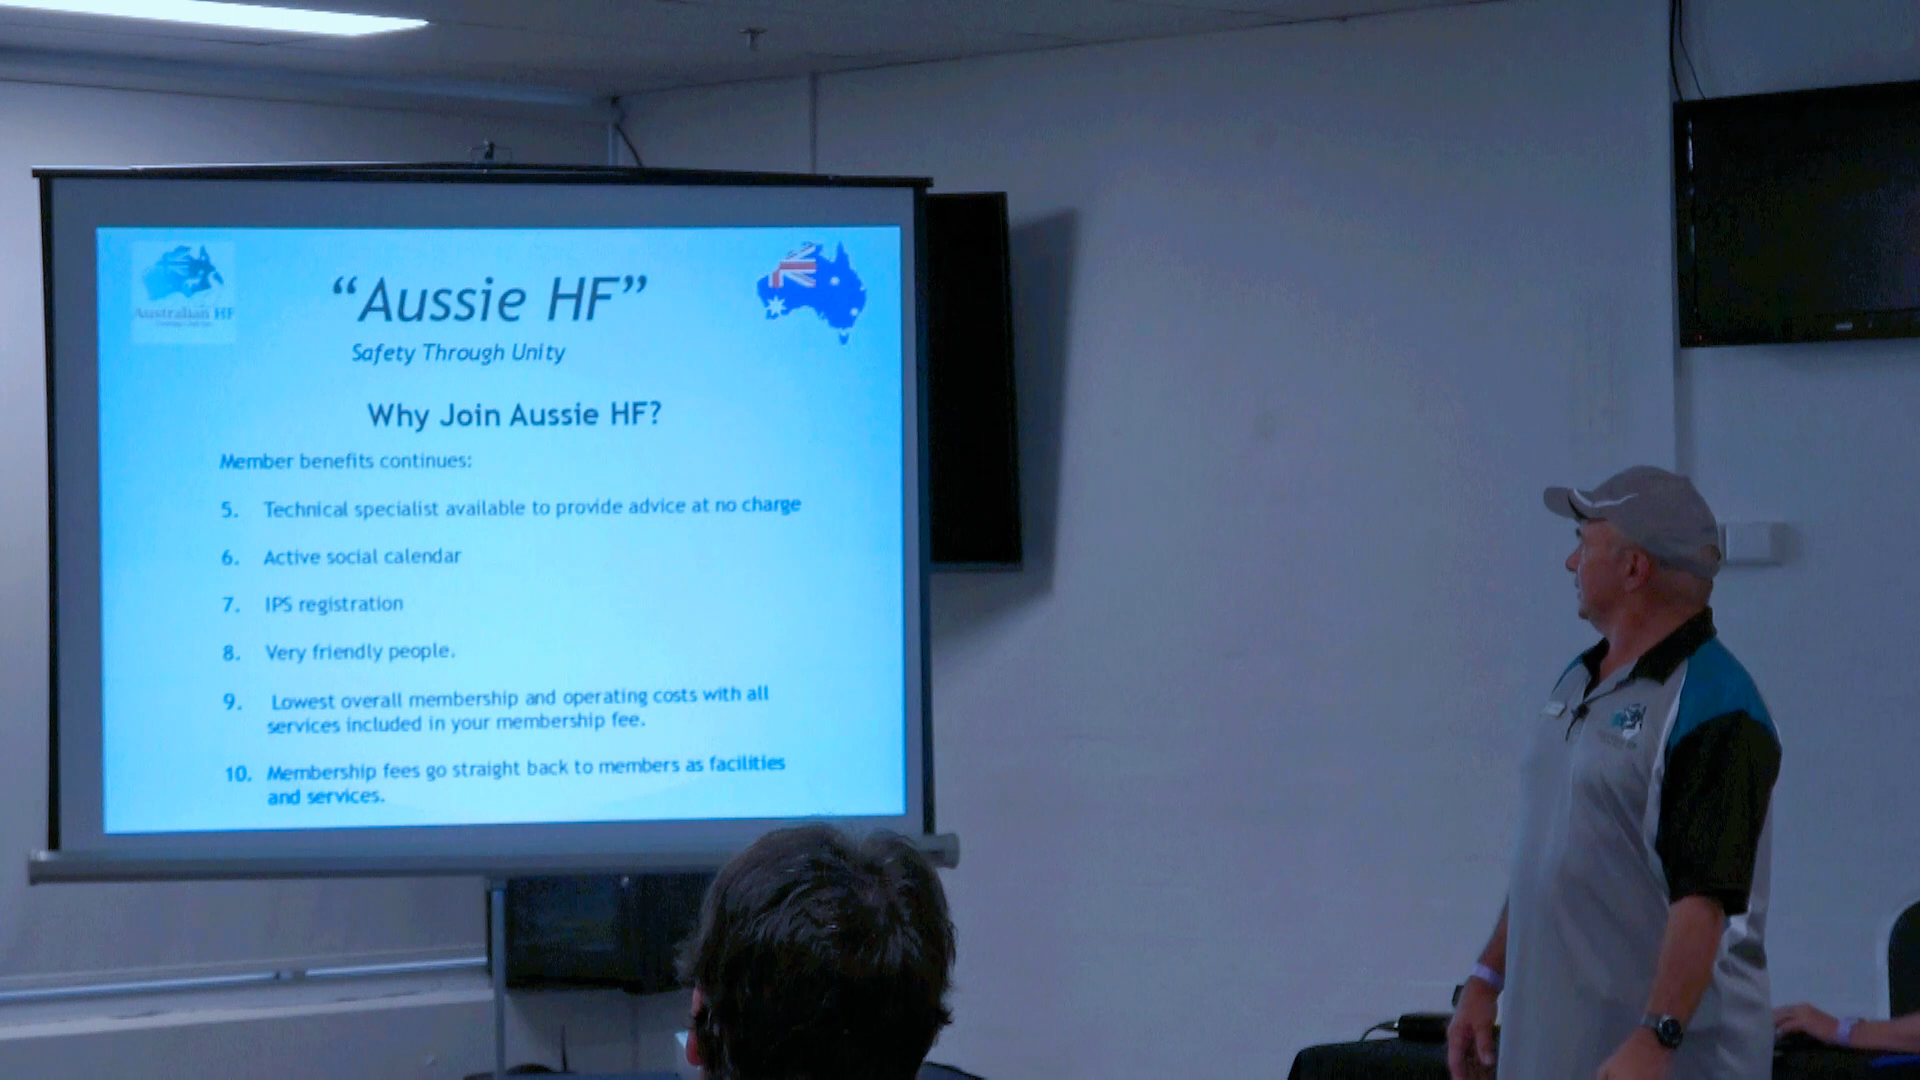 Australian HF
“Aussie HF”
Safety Through Unity
Why Join Aussie HF?
Member benefits continues:
5. Technical specialist available to provide advice at no charge
6. Active social calendar
7. IPS registration
8. Very friendly people.
9. Lowest overall membership and operating costs with all
services included in your membership fee.
10. Membership fees go straight back to members as facilities
and services.